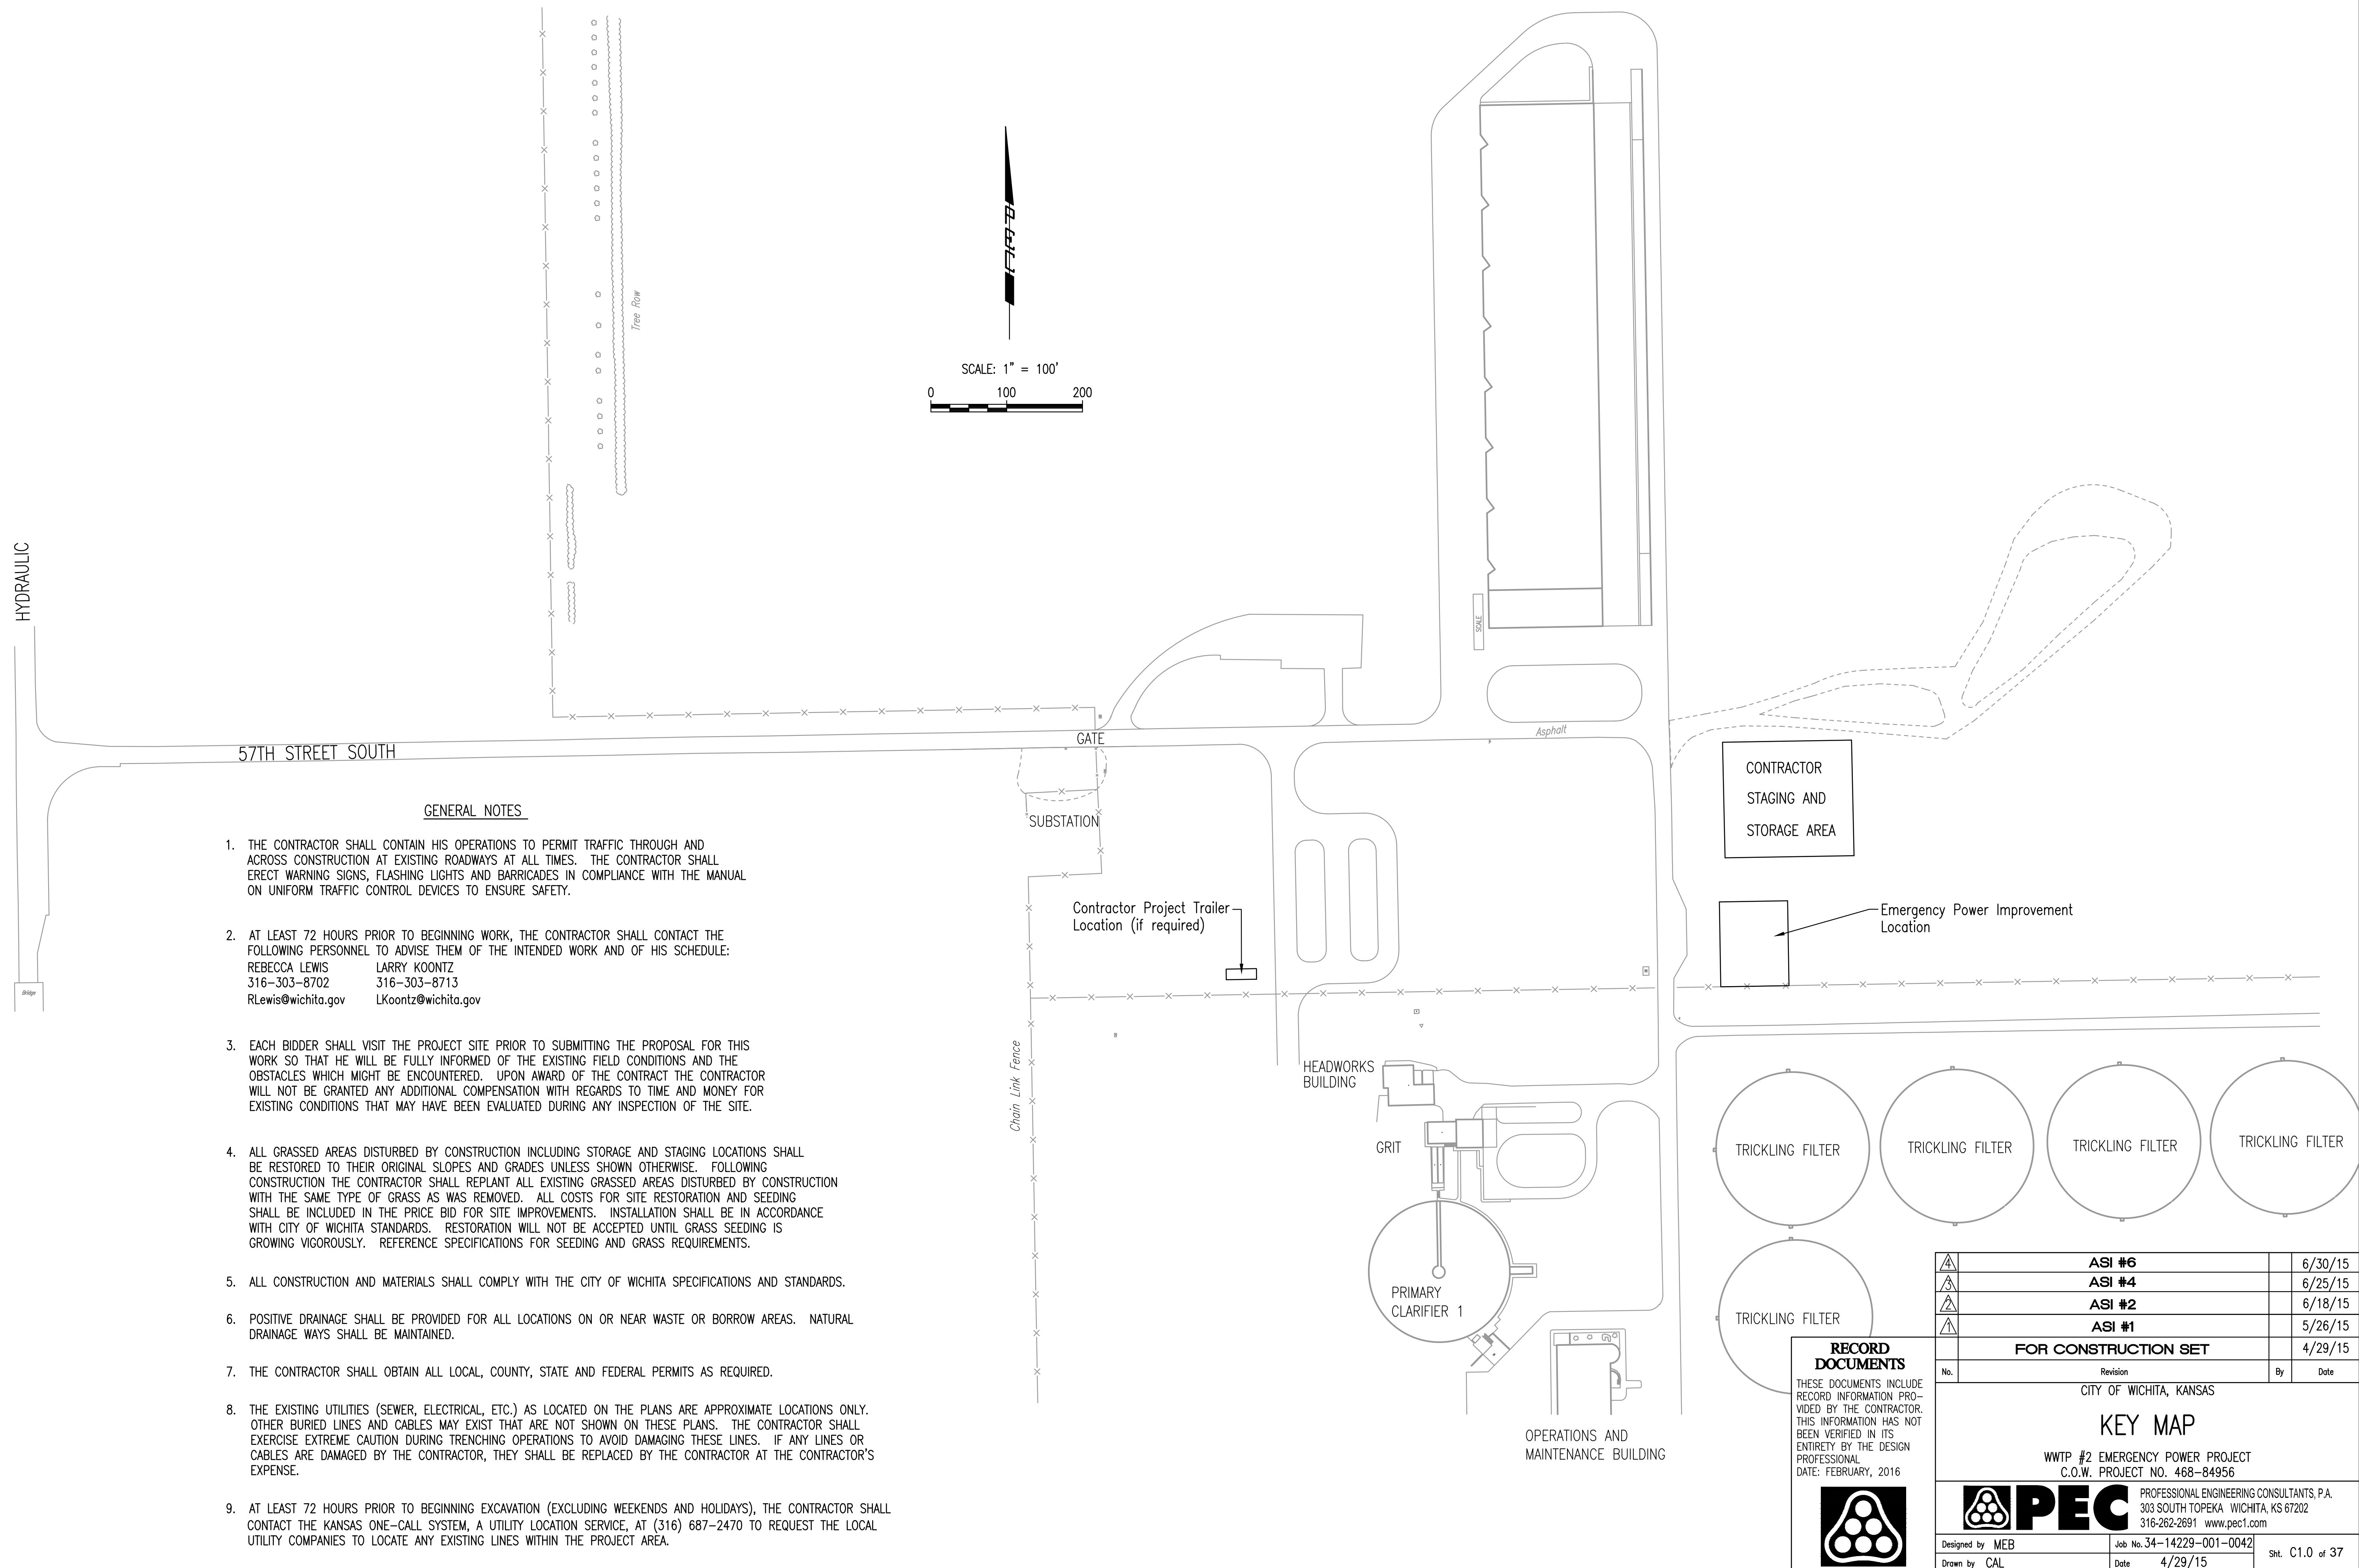 Tree Row
SCALE: 1" = 100'
0 100 200
HYDRAULIC
SCALE
57TH STREET SOUTH
GATE
Asphalt
SUBSTATION
CONTRACTOR
STAGING AND
STORAGE AREA
Contractor Project Trailer
Location (if required)
Emergency Power Improvement
Location
Bridge
Chain Link Fence
HEADWORKS
BUILDING
GRIT
PRIMARY
CLARIFIER 1
TRICKLING FILTER
TRICKLING FILTER
TRICKLING FILTER
TRICKLING FILTER
TRICKLING FILTER
OPERATIONS AND
MAINTENANCE BUILDING
GENERAL NOTES
1. THE CONTRACTOR SHALL CONTAIN HIS OPERATIONS TO PERMIT TRAFFIC THROUGH AND
ACROSS CONSTRUCTION AT EXISTING ROADWAYS AT ALL TIMES. THE CONTRACTOR SHALL
ERECT WARNING SIGNS, FLASHING LIGHTS AND BARRICADES IN COMPLIANCE WITH THE MANUAL
ON UNIFORM TRAFFIC CONTROL DEVICES TO ENSURE SAFETY.
2. AT LEAST 72 HOURS PRIOR TO BEGINNING WORK, THE CONTRACTOR SHALL CONTACT THE
FOLLOWING PERSONNEL TO ADVISE THEM OF THE INTENDED WORK AND OF HIS SCHEDULE:
REBECCA LEWIS LARRY KOONTZ
316-303-8702 316-303-8713
RLewis@wichita.gov LKoontz@wichita.gov
3. EACH BIDDER SHALL VISIT THE PROJECT SITE PRIOR TO SUBMITTING THE PROPOSAL FOR THIS
WORK SO THAT HE WILL BE FULLY INFORMED OF THE EXISTING FIELD CONDITIONS AND THE
OBSTACLES WHICH MIGHT BE ENCOUNTERED. UPON AWARD OF THE CONTRACT THE CONTRACTOR
WILL NOT BE GRANTED ANY ADDITIONAL COMPENSATION WITH REGARDS TO TIME AND MONEY FOR
EXISTING CONDITIONS THAT MAY HAVE BEEN EVALUATED DURING ANY INSPECTION OF THE SITE.
4. ALL GRASSED AREAS DISTURBED BY CONSTRUCTION INCLUDING STORAGE AND STAGING LOCATIONS SHALL
BE RESTORED TO THEIR ORIGINAL SLOPES AND GRADES UNLESS SHOWN OTHERWISE. FOLLOWING
CONSTRUCTION THE CONTRACTOR SHALL REPLANT ALL EXISTING GRASSED AREAS DISTURBED BY CONSTRUCTION
WITH THE SAME TYPE OF GRASS AS WAS REMOVED. ALL COSTS FOR SITE RESTORATION AND SEEDING
SHALL BE INCLUDED IN THE PRICE BID FOR SITE IMPROVEMENTS. INSTALLATION SHALL BE IN ACCORDANCE
WITH CITY OF WICHITA STANDARDS. RESTORATION WILL NOT BE ACCEPTED UNTIL GRASS SEEDING IS
GROWING VIGOROUSLY. REFERENCE SPECIFICATIONS FOR SEEDING AND GRASS REQUIREMENTS.
5. ALL CONSTRUCTION AND MATERIALS SHALL COMPLY WITH THE CITY OF WICHITA SPECIFICATIONS AND STANDARDS.
6. POSITIVE DRAINAGE SHALL BE PROVIDED FOR ALL LOCATIONS ON OR NEAR WASTE OR BORROW AREAS. NATURAL
DRAINAGE WAYS SHALL BE MAINTAINED.
7. THE CONTRACTOR SHALL OBTAIN ALL LOCAL, COUNTY, STATE AND FEDERAL PERMITS AS REQUIRED.
8. THE EXISTING UTILITIES (SEWER, ELECTRICAL, ETC.) AS LOCATED ON THE PLANS ARE APPROXIMATE LOCATIONS ONLY.
OTHER BURIED LINES AND CABLES MAY EXIST THAT ARE NOT SHOWN ON THESE PLANS. THE CONTRACTOR SHALL
EXERCISE EXTREME CAUTION DURING TRENCHING OPERATIONS TO AVOID DAMAGING THESE LINES. IF ANY LINES OR
CABLES ARE DAMAGED BY THE CONTRACTOR, THEY SHALL BE REPLACED BY THE CONTRACTOR AT THE CONTRACTOR'S
EXPENSE.
9. AT LEAST 72 HOURS PRIOR TO BEGINNING EXCAVATION (EXCLUDING WEEKENDS AND HOLIDAYS), THE CONTRACTOR SHALL
CONTACT THE KANSAS ONE-CALL SYSTEM, A UTILITY LOCATION SERVICE, AT (316) 687-2470 TO REQUEST THE LOCAL
UTILITY COMPANIES TO LOCATE ANY EXISTING LINES WITHIN THE PROJECT AREA.
RECORD
DOCUMENTS
THESE DOCUMENTS INCLUDE
RECORD INFORMATION PRO-
VIDED BY THE CONTRACTOR.
THIS INFORMATION HAS NOT
BEEN VERIFIED IN ITS
ENTIRETY BY THE DESIGN
PROFESSIONAL
DATE: FEBRUARY, 2016
4 ASI #6 6/30/15
3 ASI #4 6/25/15
2 ASI #2 6/18/15
1 ASI #1 5/26/15
FOR CONSTRUCTION SET 4/29/15
No. Revision By Date
CITY OF WICHITA, KANSAS
KEY MAP
WWTP #2 EMERGENCY POWER PROJECT
C.O.W. PROJECT NO. 468-84956
PEC
PROFESSIONAL ENGINEERING CONSULTANTS, P.A.
303 SOUTH TOPEKA WICHITA, KS 67202
316-262-2691 www.pec1.com
Designed by MEB Job No. 34-14229-001-0042 Sht. C1.0 of 37
Drawn by CAL Date 4/29/15